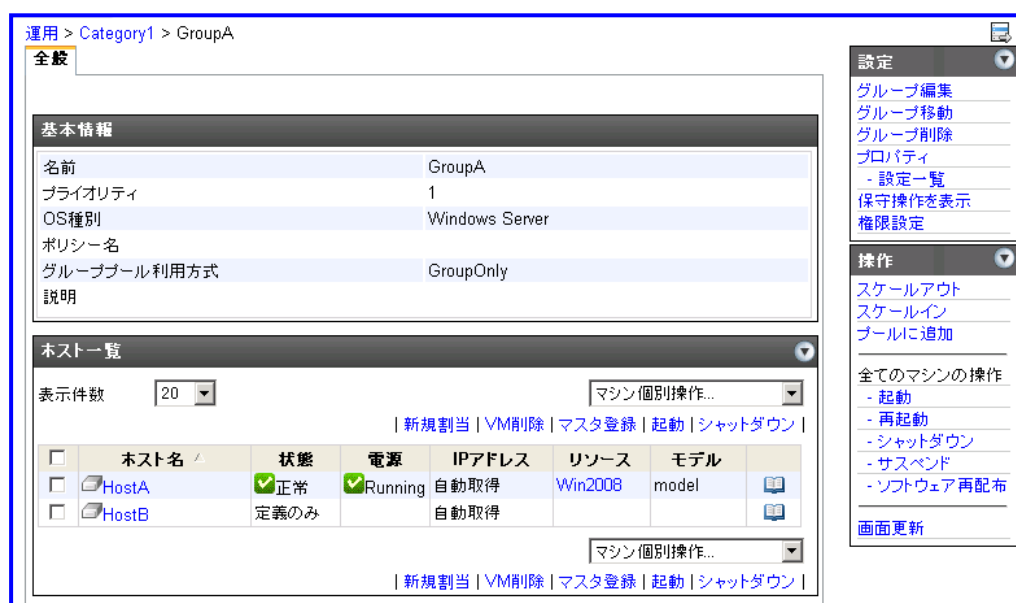 運用 > Category1 > GroupA
全般
基本情報
名前 GroupA
プライオリティ 1
OS種別 Windows Server
ポリシー名
グループプール利用方式 GroupOnly
説明
ホスト一覧
表示件数 20 マシン個別操作...
| 新規割当 | VM削除 | マスタ登録 | 起動 | シャットダウン |
ホスト名 状態 電源 IPアドレス リソース モデル
HostA 正常 Running 自動取得 Win2008 model
HostB 定義のみ 自動取得
マシン個別操作...
| 新規割当 | VM削除 | マスタ登録 | 起動 | シャットダウン |
設定
グループ編集
グループ移動
グループ削除
プロパティ
- 設定一覧
保守操作を表示
権限設定
操作
スケールアウト
スケールイン
プールに追加
全てのマシンの操作
- 起動
- 再起動
- シャットダウン
- サスペンド
- ソフトウェア再配布
画面更新